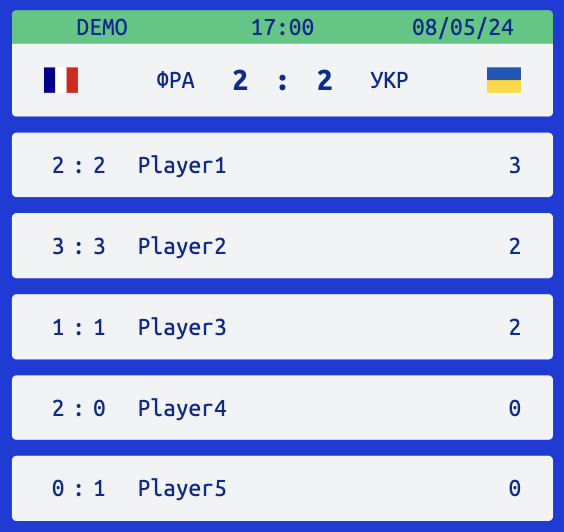 DEMO 17:00 08/05/24
ФРА 2 : 2 УКР
2 : 2 Player1 3
3 : 3 Player2 2
1 : 1 Player3 2
2 : 0 Player4 0
0 : 1 Player5 0